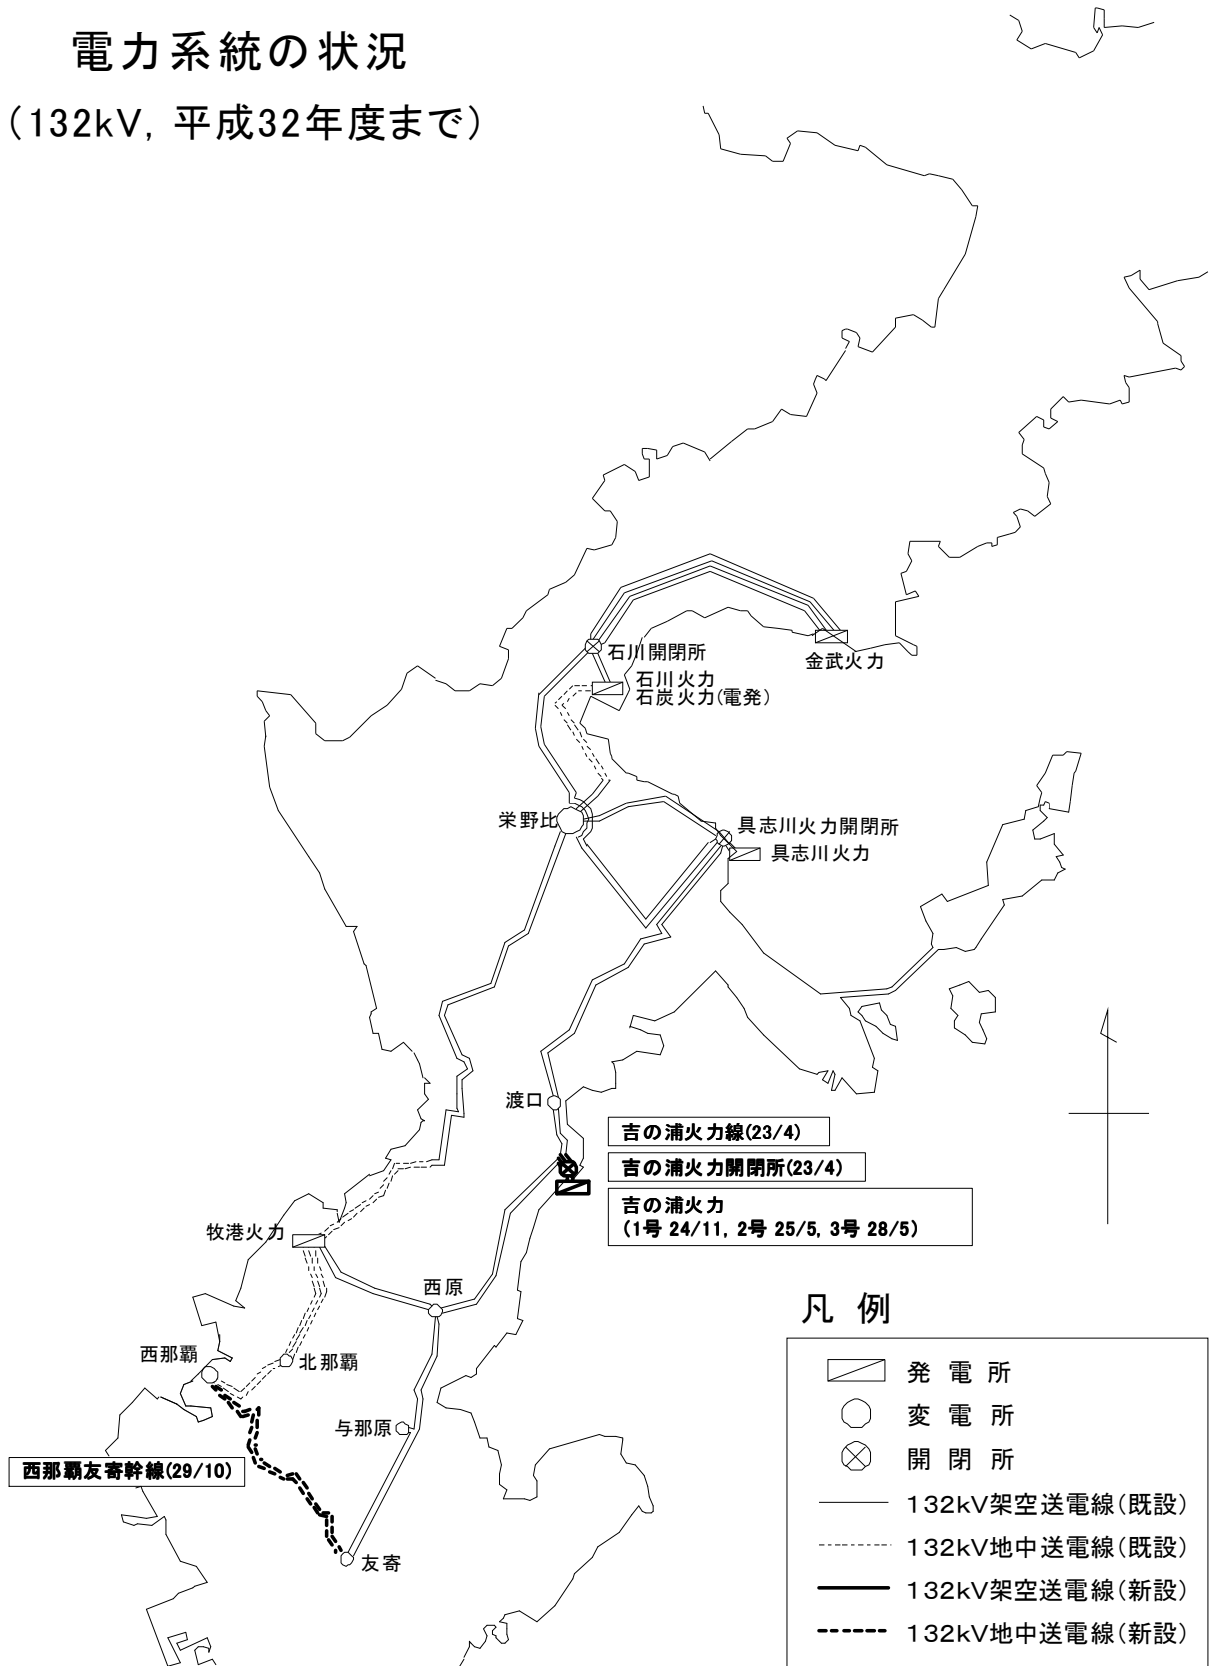 電力系統の状況
（132kV, 平成32年度まで）
石川開閉所
金武火力
石川火力
石炭火力(電発)
栄野比
具志川火力開閉所
具志川火力
渡口
吉の浦火力線(23/4)
吉の浦火力開閉所(23/4)
吉の浦火力
(1号 24/11, 2号 25/5, 3号 28/5)
牧港火力
西原
西那覇
北那覇
与那原
西那覇友寄幹線(29/10)
友寄
凡 例
発 電 所
変 電 所
開 閉 所
132kV架空送電線(既設)
132kV地中送電線(既設)
132kV架空送電線(新設)
132kV地中送電線(新設)